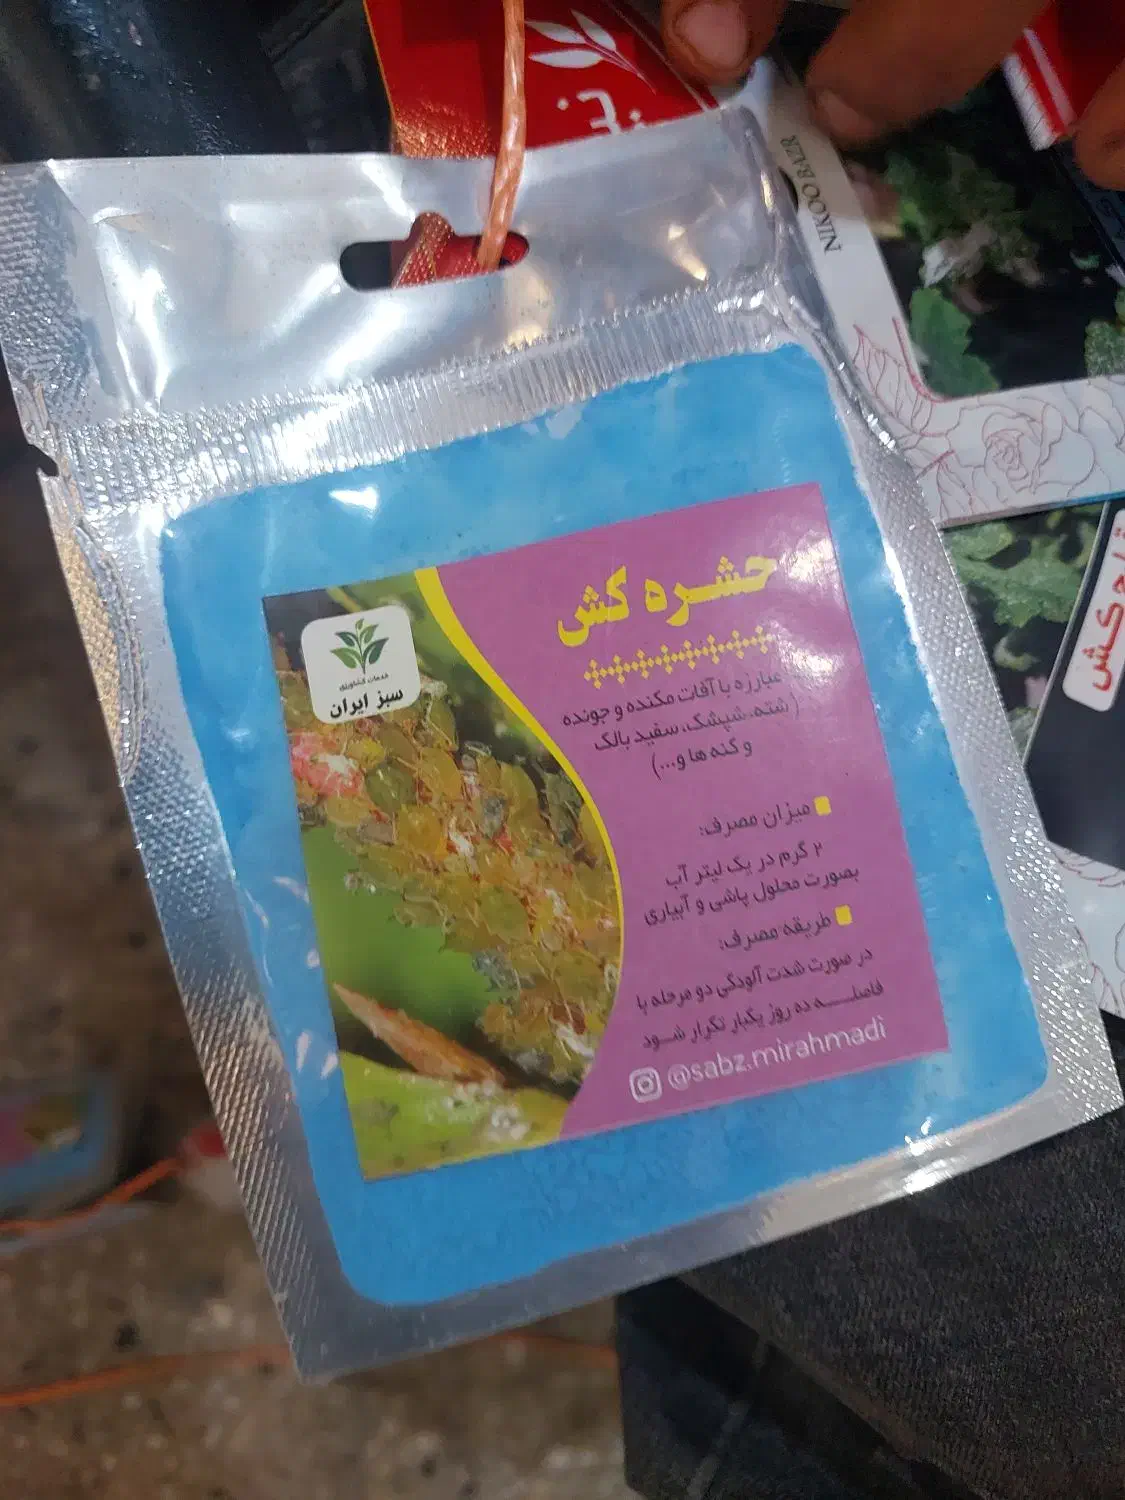 NIKOO BAZR
حشره کش
خدمات کشاورزی
سبز ایران
مبارزه با آفات مکنده و جونده
(شته، شپشک، سفید بالک
و کنه ها و...)
میزان مصرف:
۲ گرم در یک لیتر آب
بصورت محلول پاشی و آبیاری
طریقه مصرف:
در صورت شدت آلودگی دو مرحله با
فاصله ده روز یکبار تکرار شود
@sabz.mirahmadi